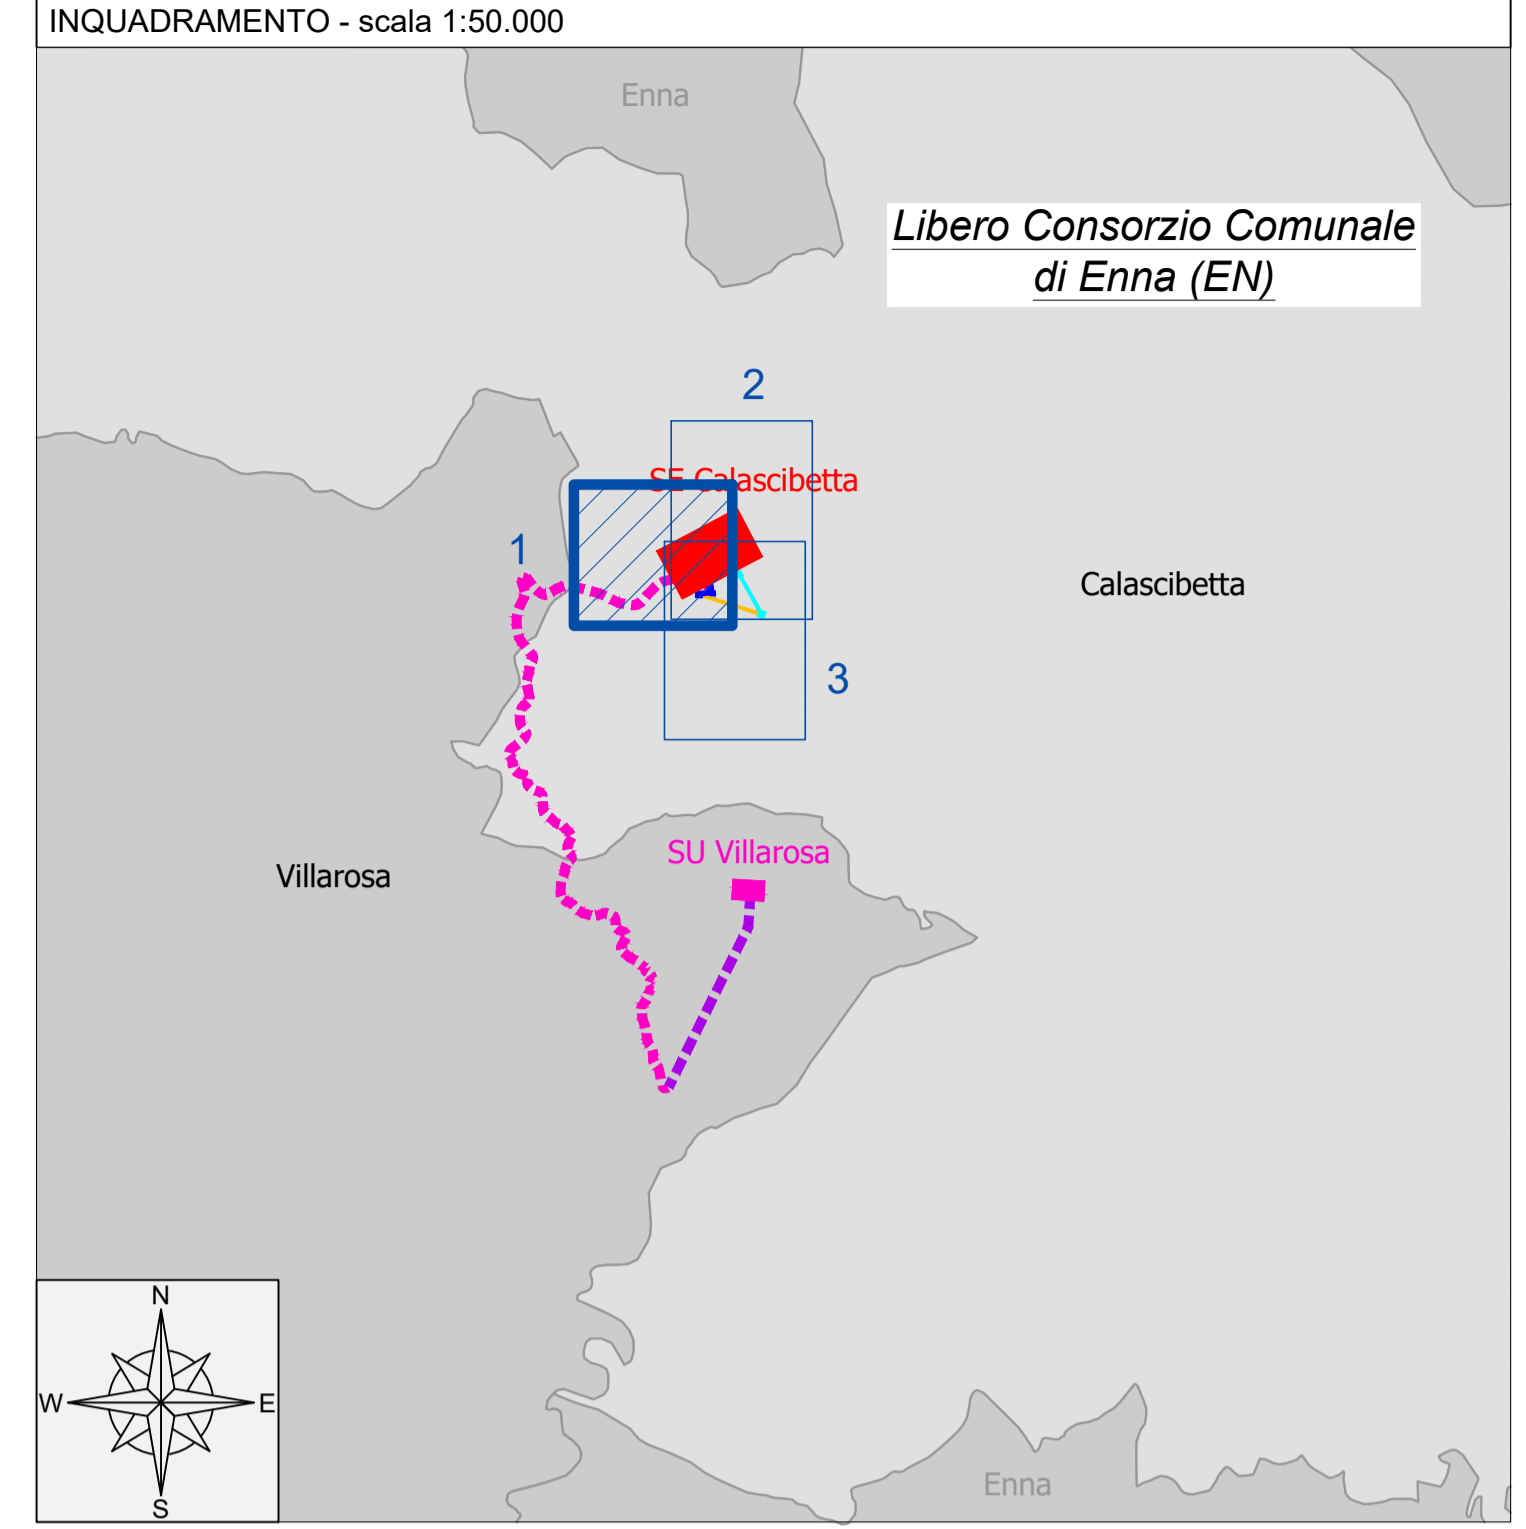 INQUADRAMENTO - scala 1:50.000
Enna
Libero Consorzio Comunale
di Enna (EN)
2
SE Calascibetta
1
Calascibetta
3
SU Villarosa
Villarosa
N
W
E
S
Enna